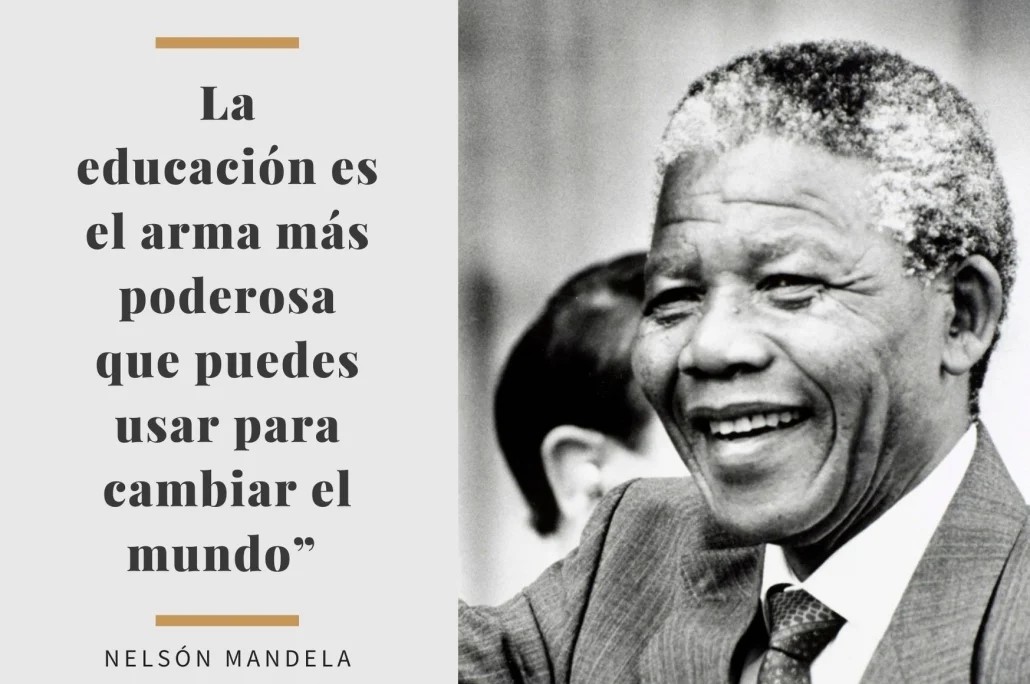 La
educación es
el arma más
poderosa
que puedes
usar para
cambiar el
mundo”
NELSÓN MANDELA